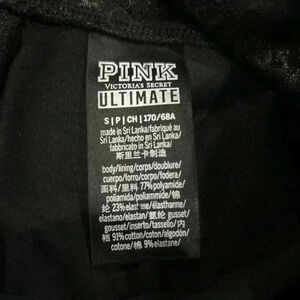 PINK
VICTORIA'S SECRET
ULTIMATE
S | P | CH | 170/68A
made in Sri Lanka/fabriqué au
Sri Lanka/hecho en Sri Lanka/
fabbricato in Sri Lanka/
斯里兰卡制造
body/lining/corps/doublure/
cuerpo/forro/corpo/fodera/
面料/里料 77% polyamide/
poliamida/poliammide/锦
纶 23% elastane/élasthanne/
elastano/elastan/氨纶 gusset/
gousset/inserto/tassello/内
裆 91% cotton/coton/algodón/
cotone/棉 9% elastane/